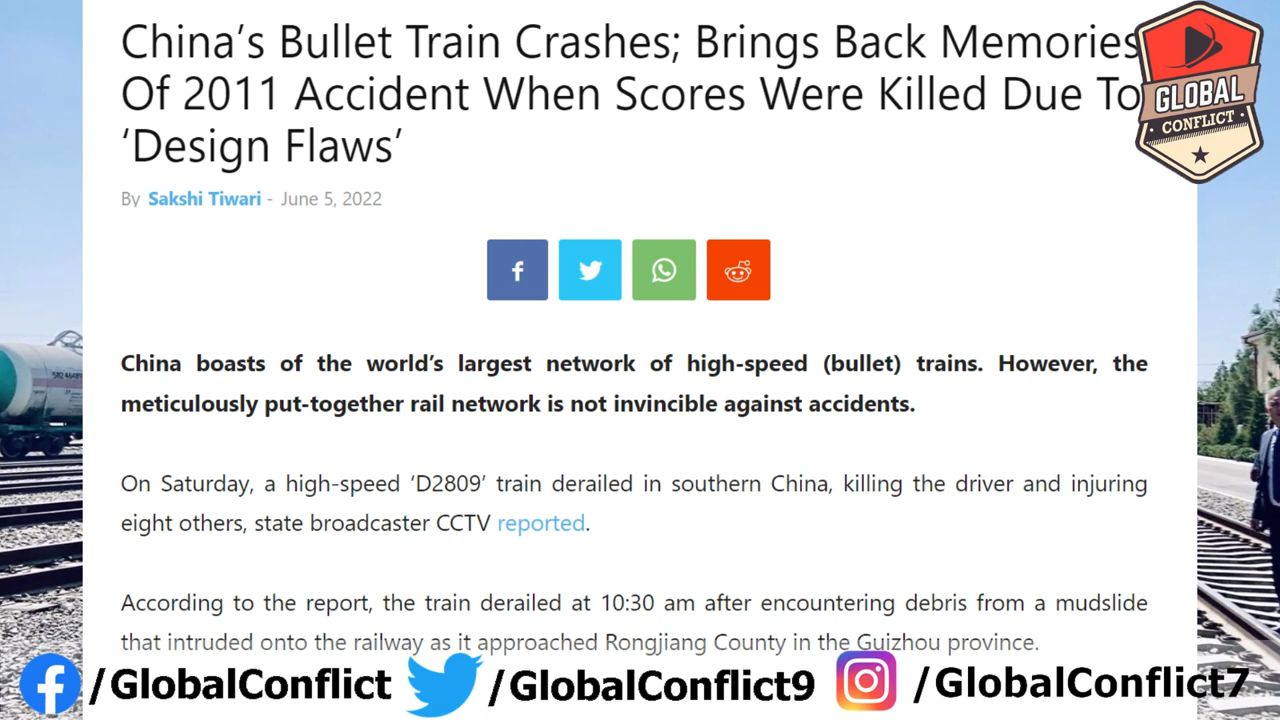 China's Bullet Train Crashes; Brings Back Memories
Of 2011 Accident When Scores Were Killed Due To
'Design Flaws'
By Sakshi Tiwari - June 5, 2022
GLOBAL
CONFLICT
China boasts of the world's largest network of high-speed (bullet) trains. However, the
meticulously put-together rail network is not invincible against accidents.
On Saturday, a high-speed 'D2809' train derailed in southern China, killing the driver and injuring
eight others, state broadcaster CCTV reported.
According to the report, the train derailed at 10:30 am after encountering debris from a mudslide
that intruded onto the railway as it approached Rongjiang County in the Guizhou province.
/GlobalConflict /GlobalConflict9 /GlobalConflict7